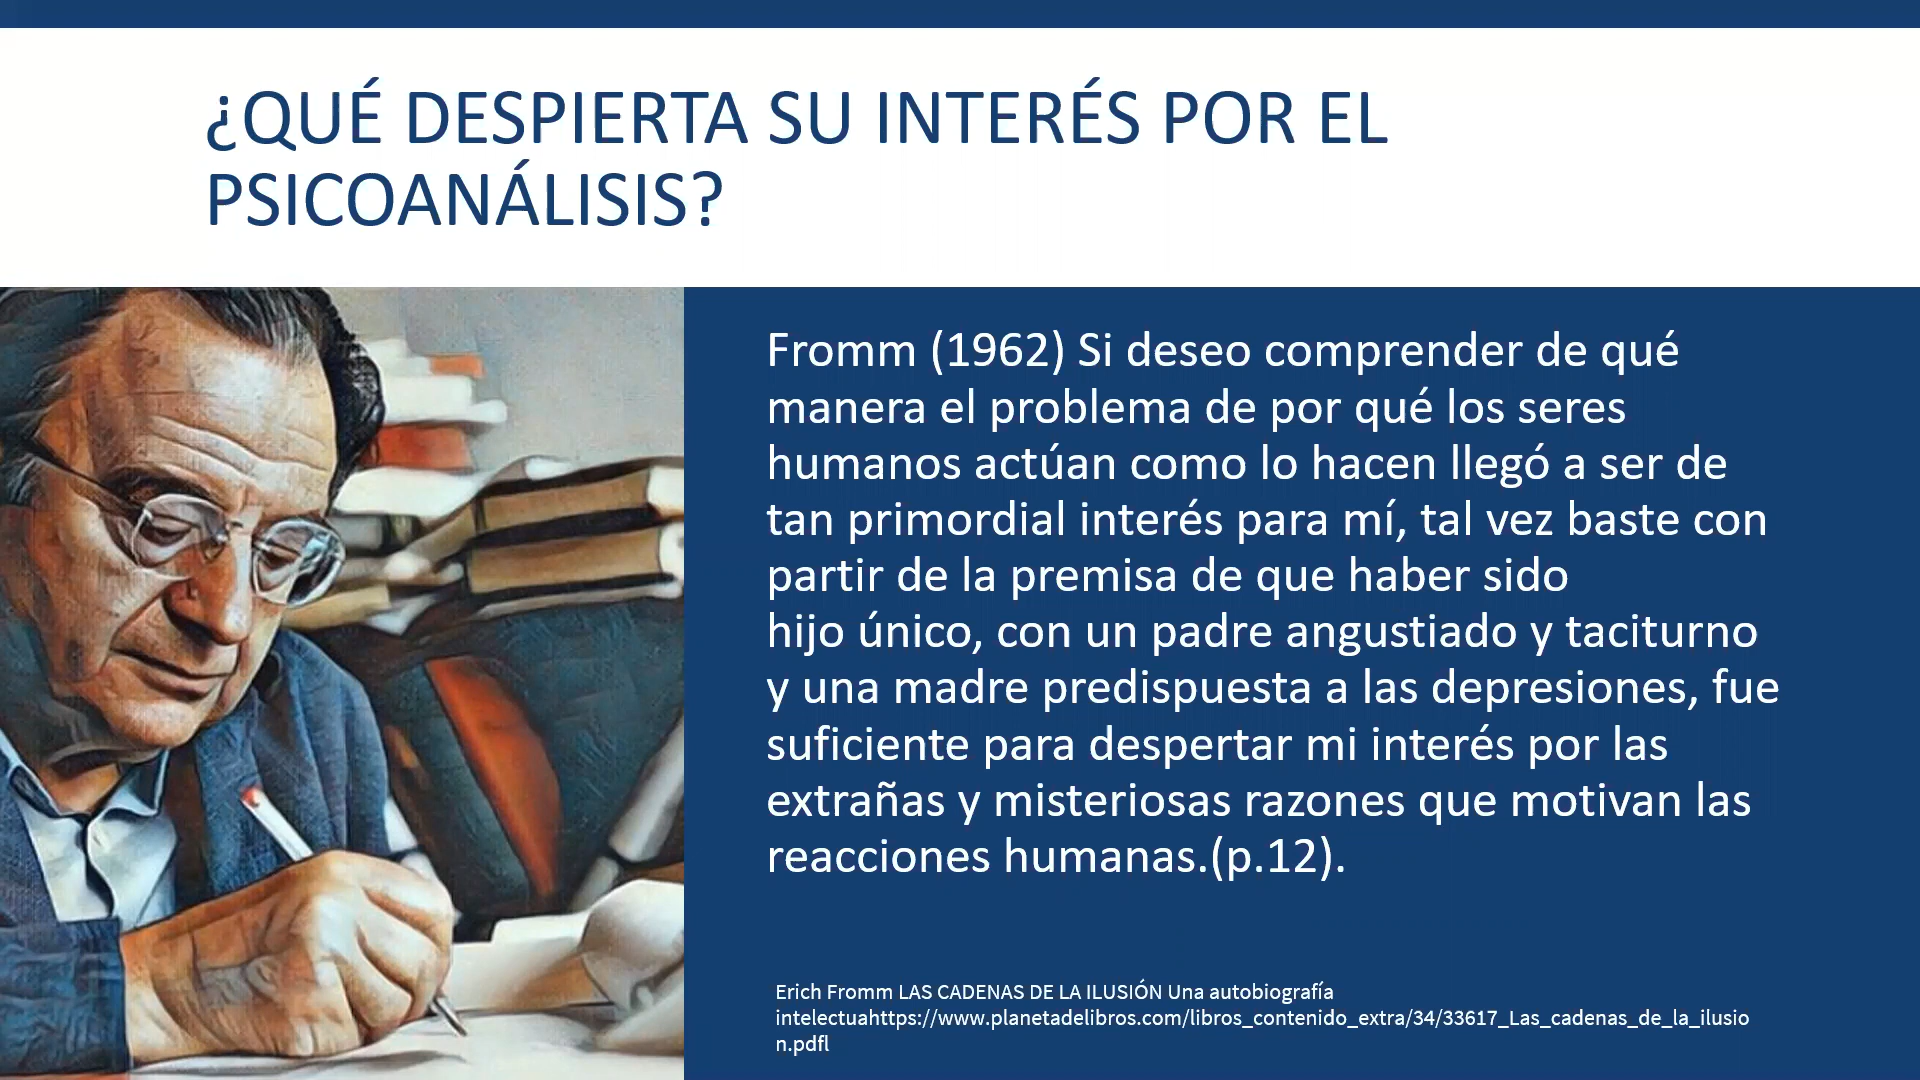 ¿QUÉ DESPIERTA SU INTERÉS POR EL
PSICOANÁLISIS?
Fromm (1962) Si deseo comprender de qué
manera el problema de por qué los seres
humanos actúan como lo hacen llegó a ser de
tan primordial interés para mí, tal vez baste con
partir de la premisa de que haber sido
hijo único, con un padre angustiado y taciturno
y una madre predispuesta a las depresiones, fue
suficiente para despertar mi interés por las
extrañas y misteriosas razones que motivan las
reacciones humanas.(p.12).
Erich Fromm LAS CADENAS DE LA ILUSIÓN Una autobiografía
intelectuahttps://www.planetadelibros.com/libros_contenido_extra/34/33617_Las_cadenas_de_la_ilusio
n.pdfl